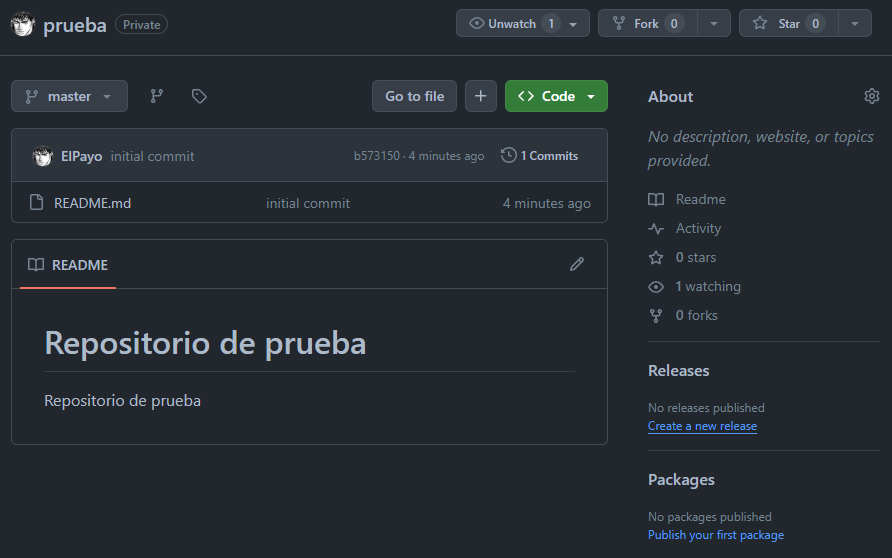 prueba Private Unwatch 1 Fork 0 Star 0
master Go to file + Code
ElPayo initial commit b573150 · 4 minutes ago 1 Commits
README.md initial commit 4 minutes ago
README
Repositorio de prueba
Repositorio de prueba
About
No description, website, or topics
provided.
Readme
Activity
0 stars
1 watching
0 forks
Releases
No releases published
Create a new release
Packages
No packages published
Publish your first package